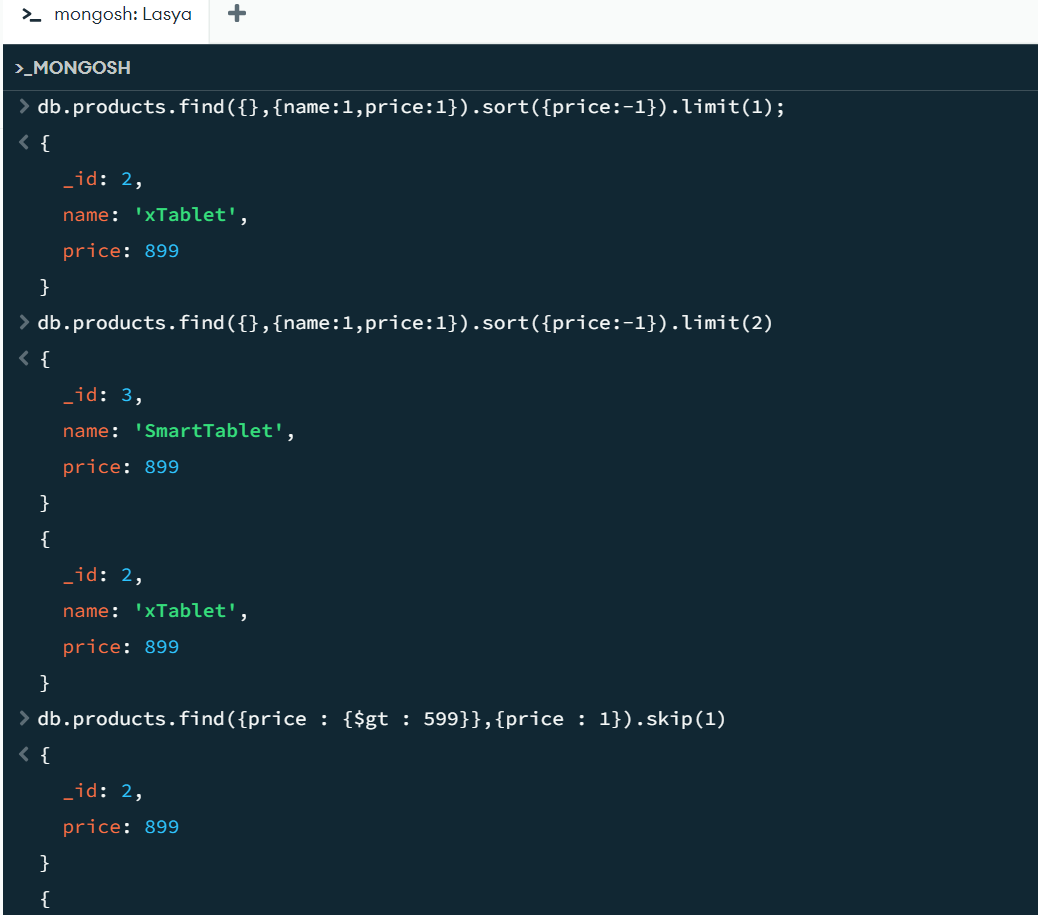 >_ mongosh: Lasya +
>_MONGOSH
> db.products.find({},{name:1,price:1}).sort({price:-1}).limit(1);
< {
_id: 2,
name: 'xTablet',
price: 899
}
> db.products.find({},{name:1,price:1}).sort({price:-1}).limit(2)
< {
_id: 3,
name: 'SmartTablet',
price: 899
}
{
_id: 2,
name: 'xTablet',
price: 899
}
> db.products.find({price : {$gt : 599}},{price : 1}).skip(1)
< {
_id: 2,
price: 899
}
{